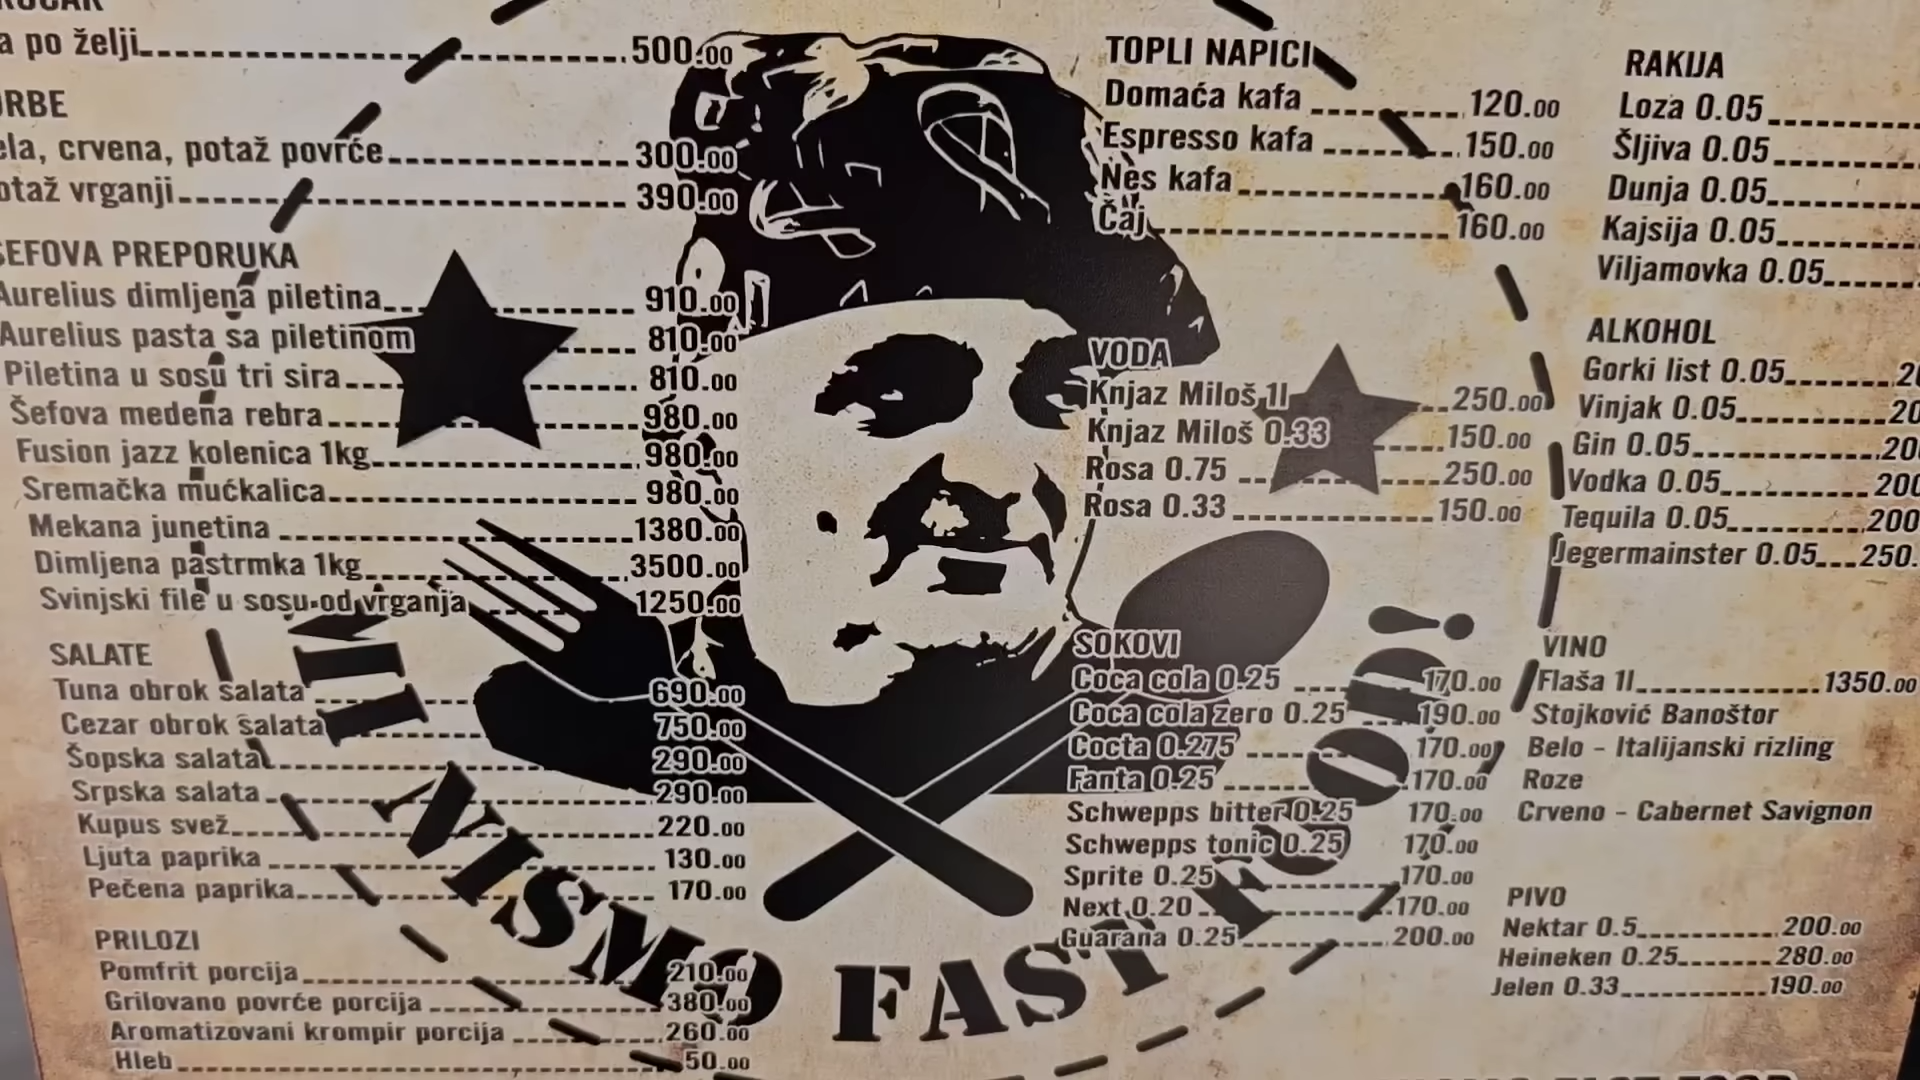 po želji 500.00
crvena, potaž povrće 300.00
vrganji 390.00
PREPORUKA
Aurelius dimljena piletina 910.00
Aurelius pasta sa piletinom 810.00
Piletina u sosu tri sira 810.00
Šefova medena rebra 980.00
Fusion jazz kolenica 1kg 980.00
Sremačka mućkalica 980.00
Mekana junetina 1380.00
Dimljena pastrmka 1kg 3500.00
Svinjski file u sosu od vrganja 1250.00
SALATE
Tuna obrok salata 690.00
Cezar obrok salata 750.00
Šopska salata 290.00
Srpska salata 290.00
Kupus svež 220.00
Ljuta paprika 130.00
Pečena paprika 170.00
PRILOZI
Pomfrit porcija 210.00
Grilovano povrće porcija 380.00
Aromatizovani krompir porcija 260.00
Hleb 50.00
MI NISMO FAST FOOD!
TOPLI NAPICI
Domaća kafa 120.00
Espresso kafa 150.00
Nes kafa 160.00
Čaj 160.00
VODA
Knjaz Miloš 1l 250.00
Knjaz Miloš 0.33 150.00
Rosa 0.75 250.00
Rosa 0.33 150.00
SOKOVI
Coca cola 0.25 170.00
Coca cola zero 0.25 190.00
Cocta 0.275 170.00
Fanta 0.25 170.00
Schwepps bitter 0.25 170.00
Schwepps tonic 0.25 170.00
Sprite 0.25 170.00
Next 0.20 170.00
Guarana 0.25 200.00
RAKIJA
Loza 0.05
Šljiva 0.05
Dunja 0.05
Kajsija 0.05
Viljamovka 0.05
ALKOHOL
Gorki list 0.05
Vinjak 0.05
Gin 0.05
Vodka 0.05 200
Tequila 0.05 200
Jegermainster 0.05 250.
VINO
Flaša 1l 1350.00
Stojković Banoštor
Belo - Italijanski rizling
Roze
Crveno - Cabernet Savignon
PIVO
Nektar 0.5 200.00
Heineken 0.25 280.00
Jelen 0.33 190.00